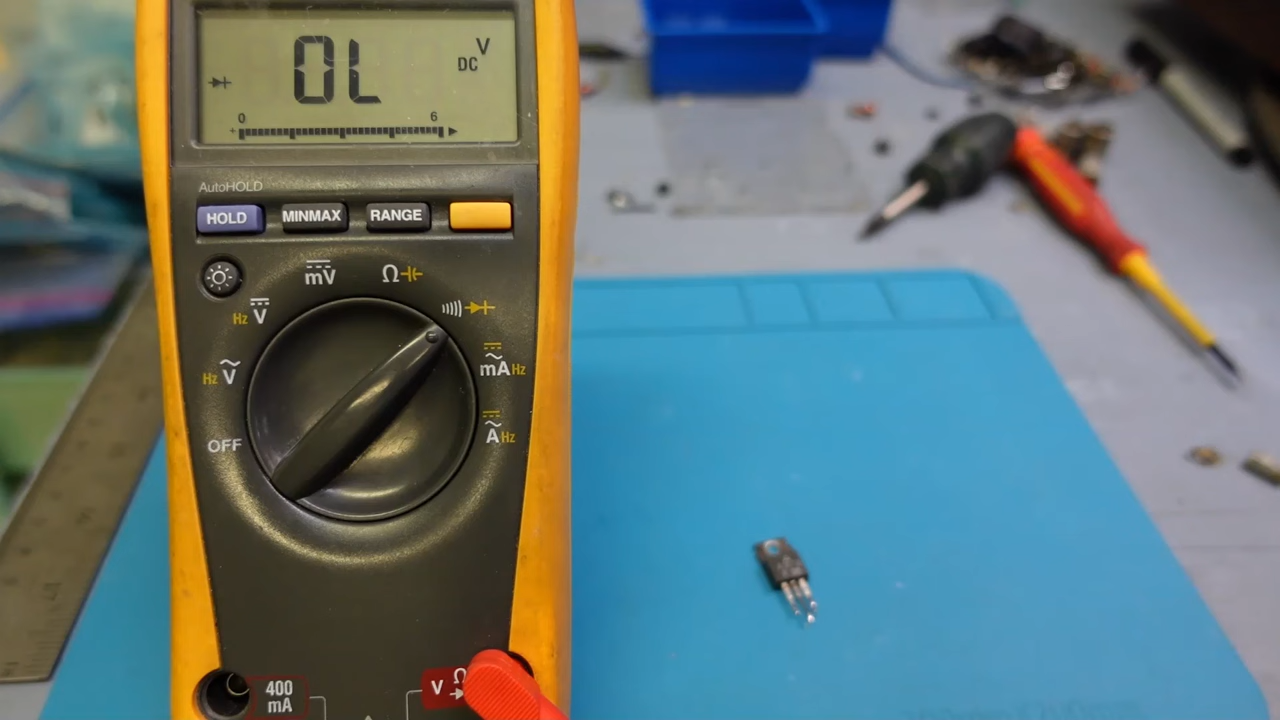 OL V
DC
0 6
AutoHOLD
HOLD MINMAX RANGE
mV Ω
Hz V
Hz V mA Hz
OFF A Hz
400
mA
V Ω